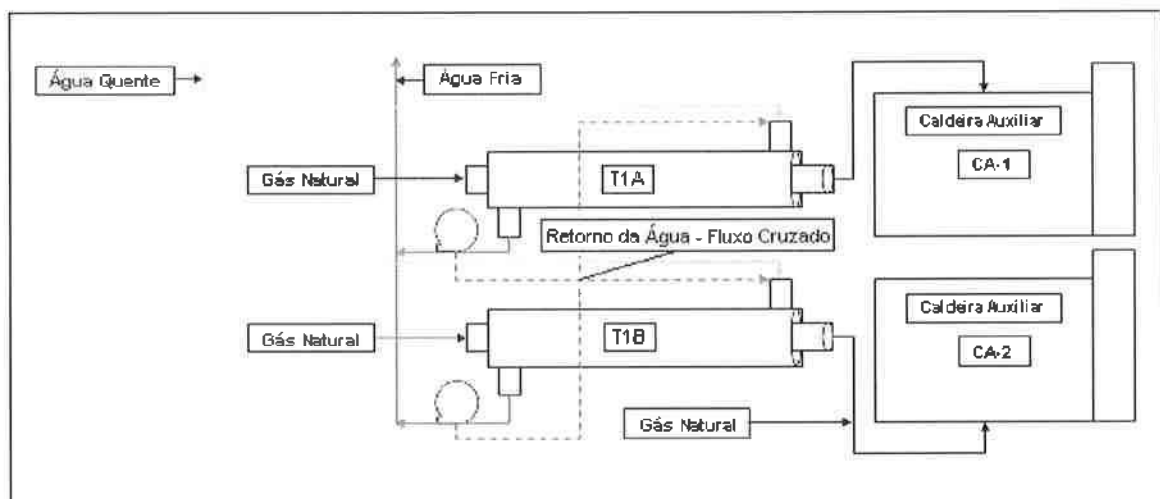 Água Quente
Água Fria
Caldeira Auxiliar
CA-1
Gás Natural
T1A
Retorno da Água - Fluxo Cruzado
Caldeira Auxiliar
CA-2
Gás Natural
T1B
Gás Natural